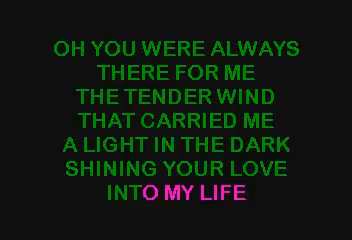 OH YOU WERE ALWAYS
THERE FOR ME
THE TENDER WIND
THAT CARRIED ME
A LIGHT IN THE DARK
SHINING YOUR LOVE
INTO MY LIFE